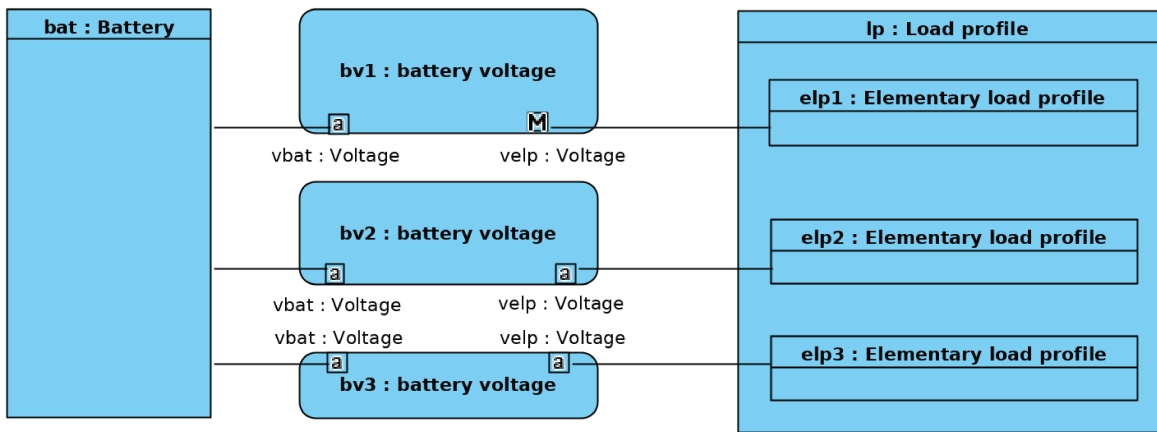 bat : Battery
bv1 : battery voltage
a
M
vbat : Voltage
velp : Voltage
bv2 : battery voltage
a
a
vbat : Voltage
velp : Voltage
vbat : Voltage
velp : Voltage
a
a
bv3 : battery voltage
lp : Load profile
elp1 : Elementary load profile
elp2 : Elementary load profile
elp3 : Elementary load profile